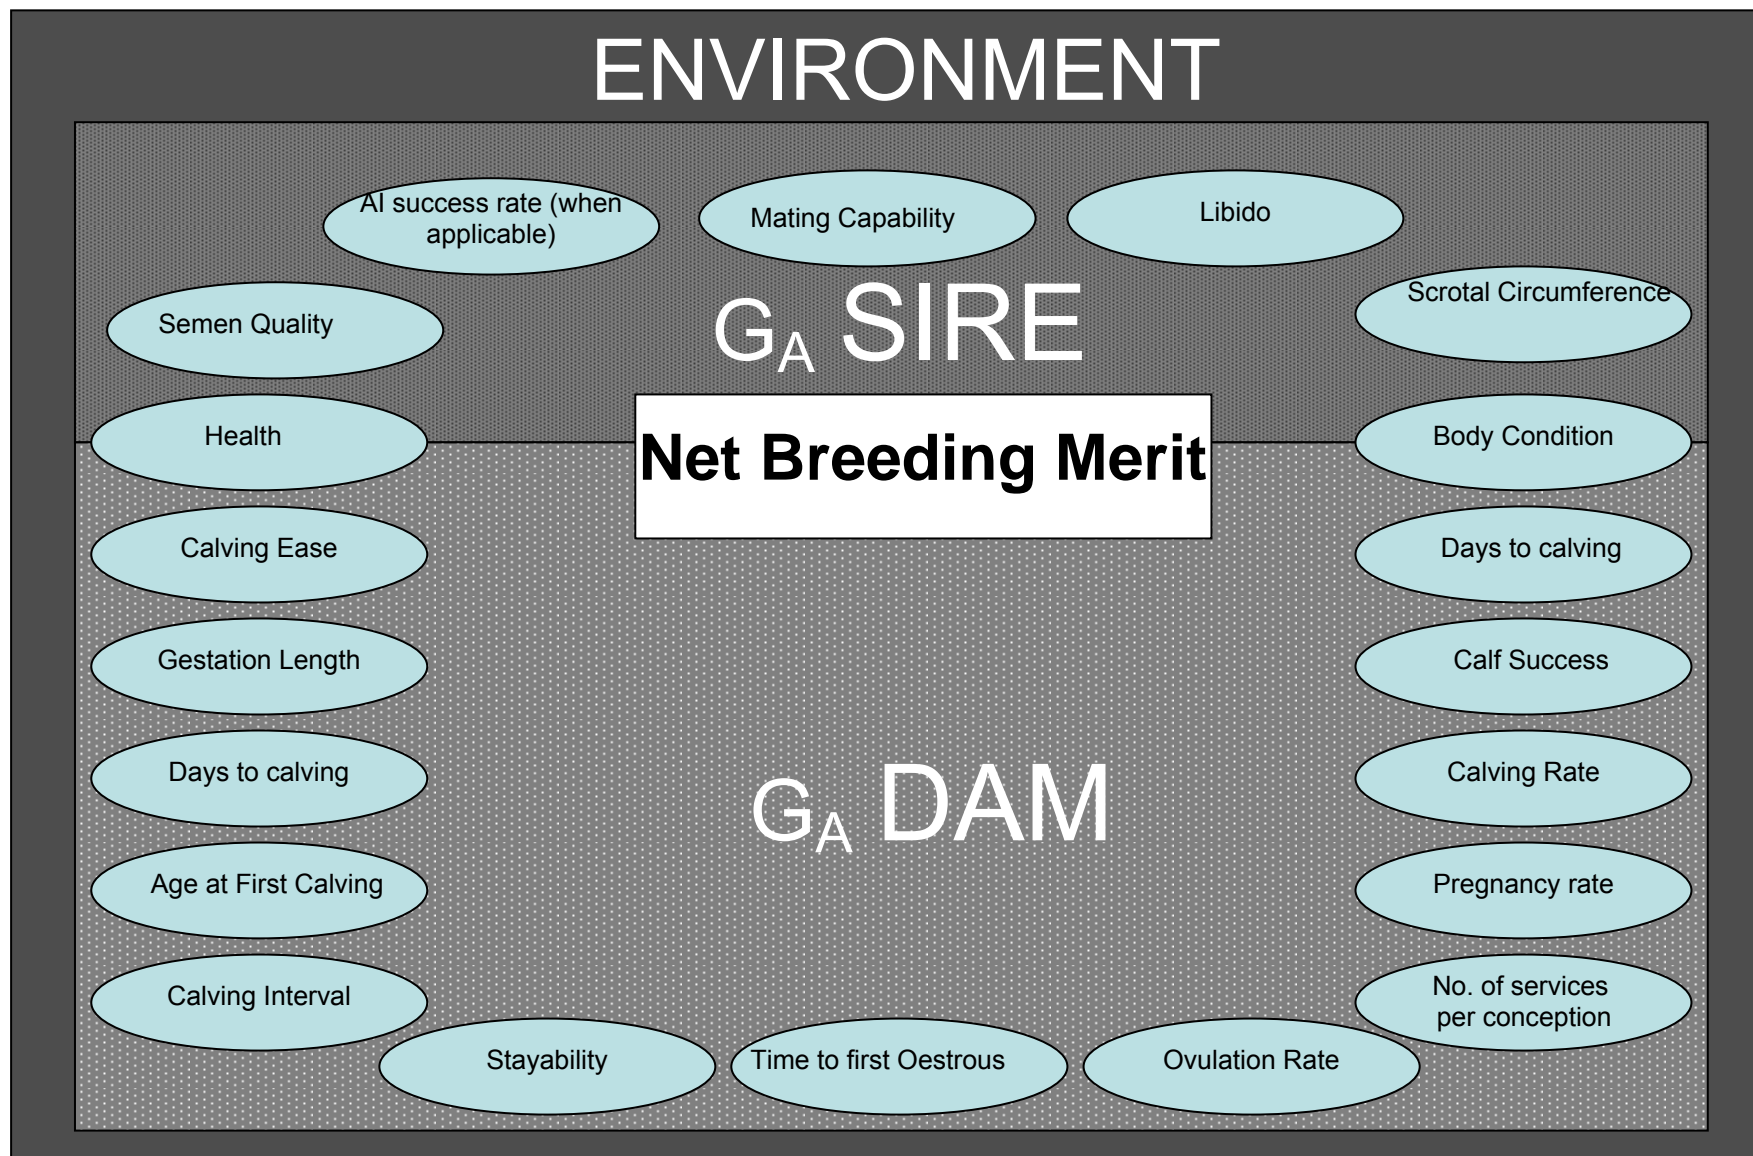 ENVIRONMENT
AI success rate (when
applicable)
Mating Capability
Libido
Semen Quality
Scrotal Circumference
GA SIRE
Health
Net Breeding Merit
Body Condition
Calving Ease
Days to calving
Gestation Length
Calf Success
Days to calving
Calving Rate
GA DAM
Age at First Calving
Pregnancy rate
Calving Interval
No. of services
per conception
Stayability
Time to first Oestrous
Ovulation Rate